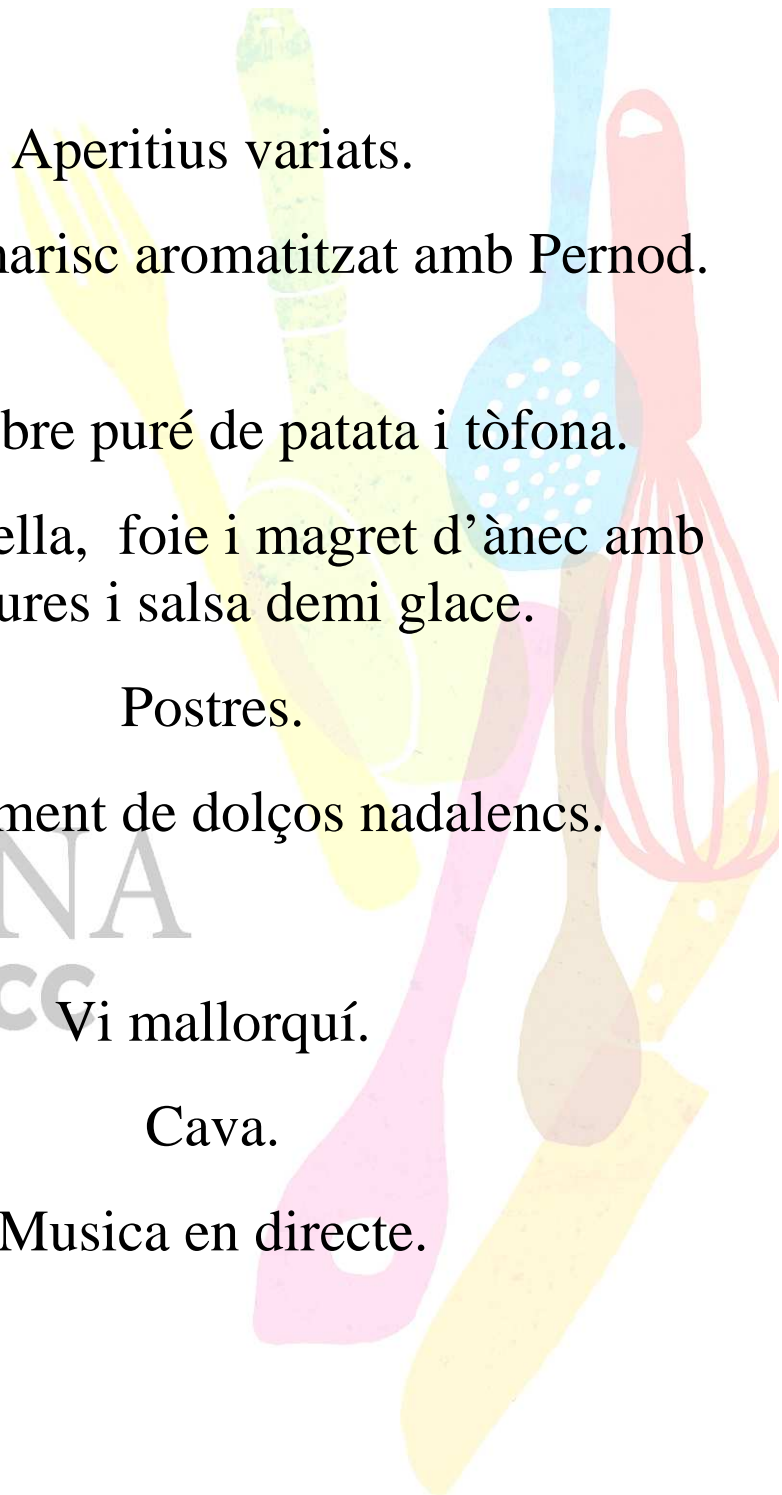 Aperitius variats.
arisc aromatitzat amb Pernod.
bre puré de patata i tòfona.
ella, foie i magret d’ànec amb
ures i salsa demi glace.
Postres.
ment de dolços nadalencs.
NA
CC
Vi mallorquí.
Cava.
Musica en directe.